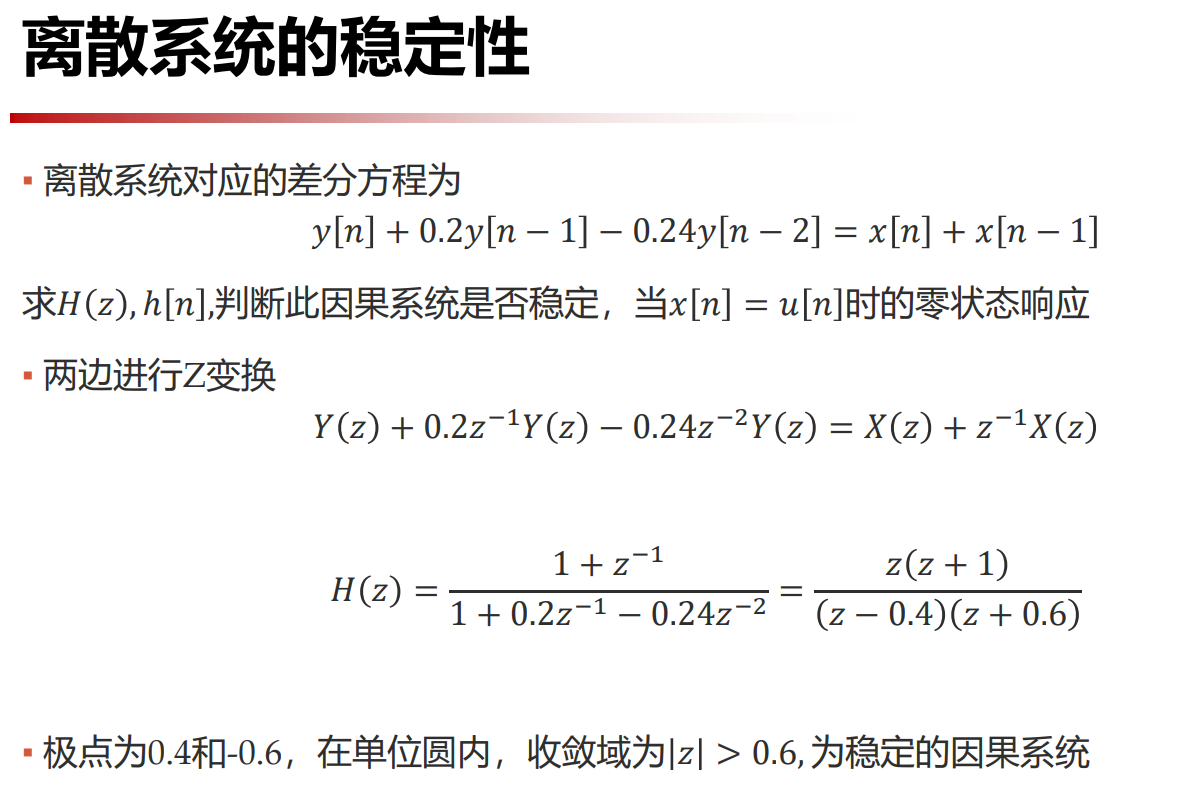 离散系统的稳定性
▪ 离散系统对应的差分方程为
y[n] + 0.2y[n − 1] − 0.24y[n − 2] = x[n] + x[n − 1]
求H(z), h[n],判断此因果系统是否稳定，当x[n] = u[n]时的零状态响应
▪ 两边进行Z变换
Y(z) + 0.2z⁻¹Y(z) − 0.24z⁻²Y(z) = X(z) + z⁻¹X(z)
H(z) = (1 + z⁻¹)/(1 + 0.2z⁻¹ − 0.24z⁻²) = z(z + 1)/((z − 0.4)(z + 0.6))
▪ 极点为0.4和-0.6，在单位圆内，收敛域为|z| > 0.6, 为稳定的因果系统